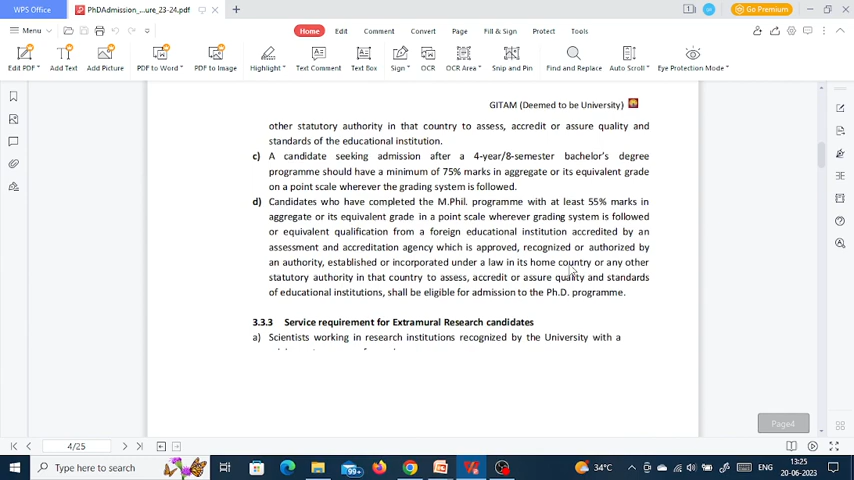 WPS Office
PhDAdmission_...ure_23-24.pdf
Go Premium
Menu
Home
Edit
Comment
Convert
Page
Fill & Sign
Protect
Tools
Edit PDF
Add Text
Add Picture
PDF to Word
PDF to Image
Highlight
Text Comment
Text Box
Sign
OCR
OCR Area
Snip and Pin
Find and Replace
Auto Scroll
Eye Protection Mode
GITAM (Deemed to be University)
other statutory authority in that country to assess, accredit or assure quality and
standards of the educational institution.
c) A candidate seeking admission after a 4-year/8-semester bachelor's degree
programme should have a minimum of 75% marks in aggregate or its equivalent grade
on a point scale wherever the grading system is followed.
d) Candidates who have completed the M.Phil. programme with at least 55% marks in
aggregate or its equivalent grade in a point scale wherever grading system is followed
or equivalent qualification from a foreign educational institution accredited by an
assessment and accreditation agency which is approved, recognized or authorized by
an authority, established or incorporated under a law in its home country or any other
statutory authority in that country to assess, accredit or assure quality and standards
of educational institutions, shall be eligible for admission to the Ph.D. programme.
3.3.3 Service requirement for Extramural Research candidates
a) Scientists working in research institutions recognized by the University with a
Page4
4/25
Type here to search
99+
34°C
ENG
13:25
20-06-2023